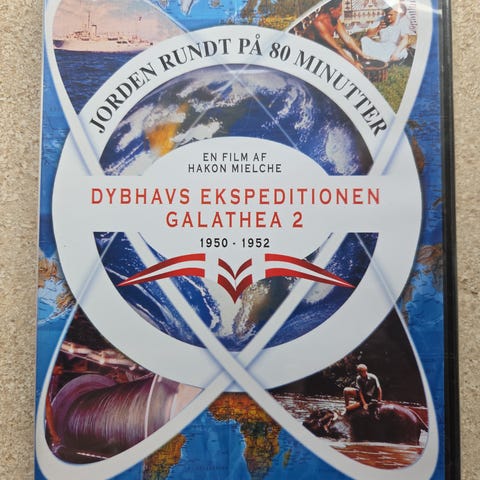 JORDEN RUNDT PÅ 80 MINUTTER
EN FILM AF
HAKON MIELCHE
DYBHAVS EKSPEDITIONEN
GALATHEA 2
1950 - 1952